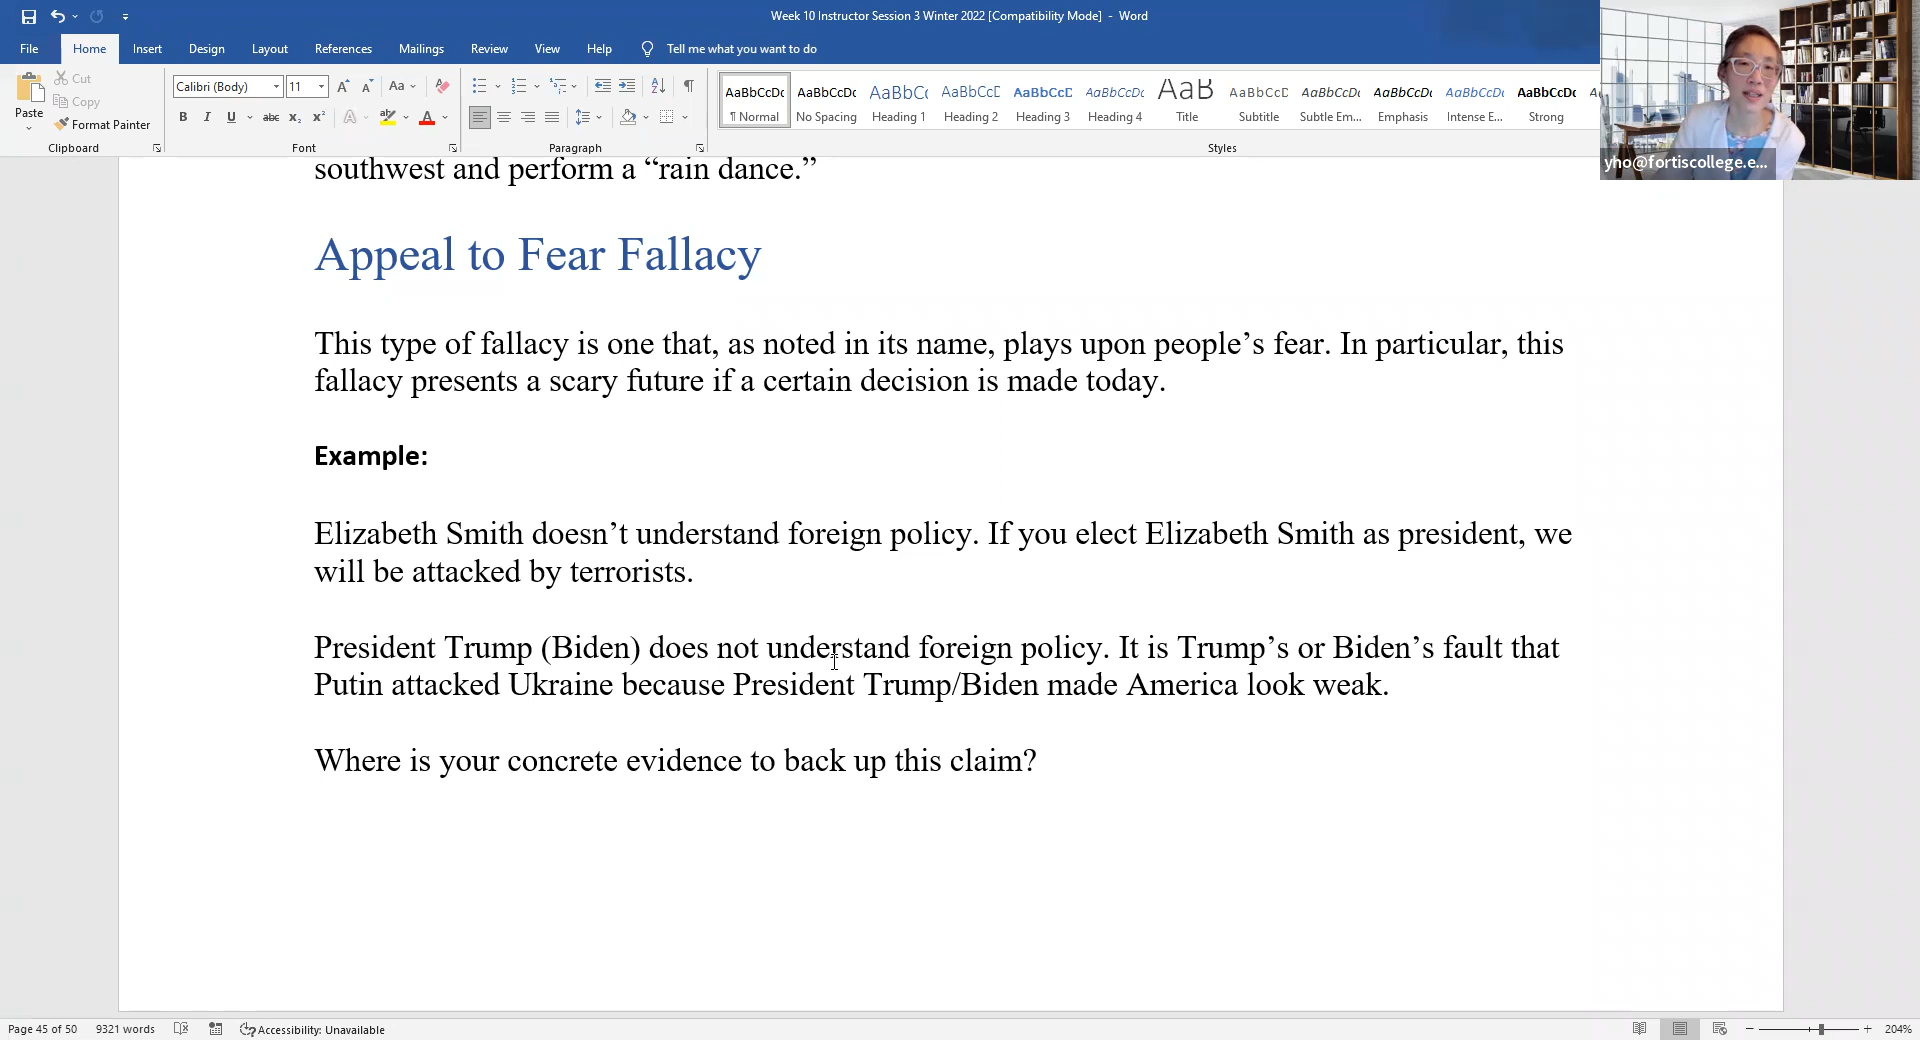 Week 10 Instructor Session 3 Winter 2022 [Compatibility Mode] - Word
File Home Insert Design Layout References Mailings Review View Help Tell me what you want to do
Paste
Cut
Copy
Format Painter
Clipboard
Calibri (Body) 11
Font
Paragraph
AaBbCcDc AaBbCcDc AaBbC AaBbCcE AaBbCcD AaBbCcDc AaB AaBbCcD AaBbCcDc AaBbCcDc AaBbCcDc AaBbCcDc
¶ Normal No Spacing Heading 1 Heading 2 Heading 3 Heading 4 Title Subtitle Subtle Em... Emphasis Intense E... Strong
Styles
yho@fortiscollege.e...
southwest and perform a “rain dance.”
Appeal to Fear Fallacy
This type of fallacy is one that, as noted in its name, plays upon people’s fear. In particular, this
fallacy presents a scary future if a certain decision is made today.
Example:
Elizabeth Smith doesn’t understand foreign policy. If you elect Elizabeth Smith as president, we
will be attacked by terrorists.
President Trump (Biden) does not understand foreign policy. It is Trump’s or Biden’s fault that
Putin attacked Ukraine because President Trump/Biden made America look weak.
Where is your concrete evidence to back up this claim?
Page 45 of 50 9321 words Accessibility: Unavailable 204%